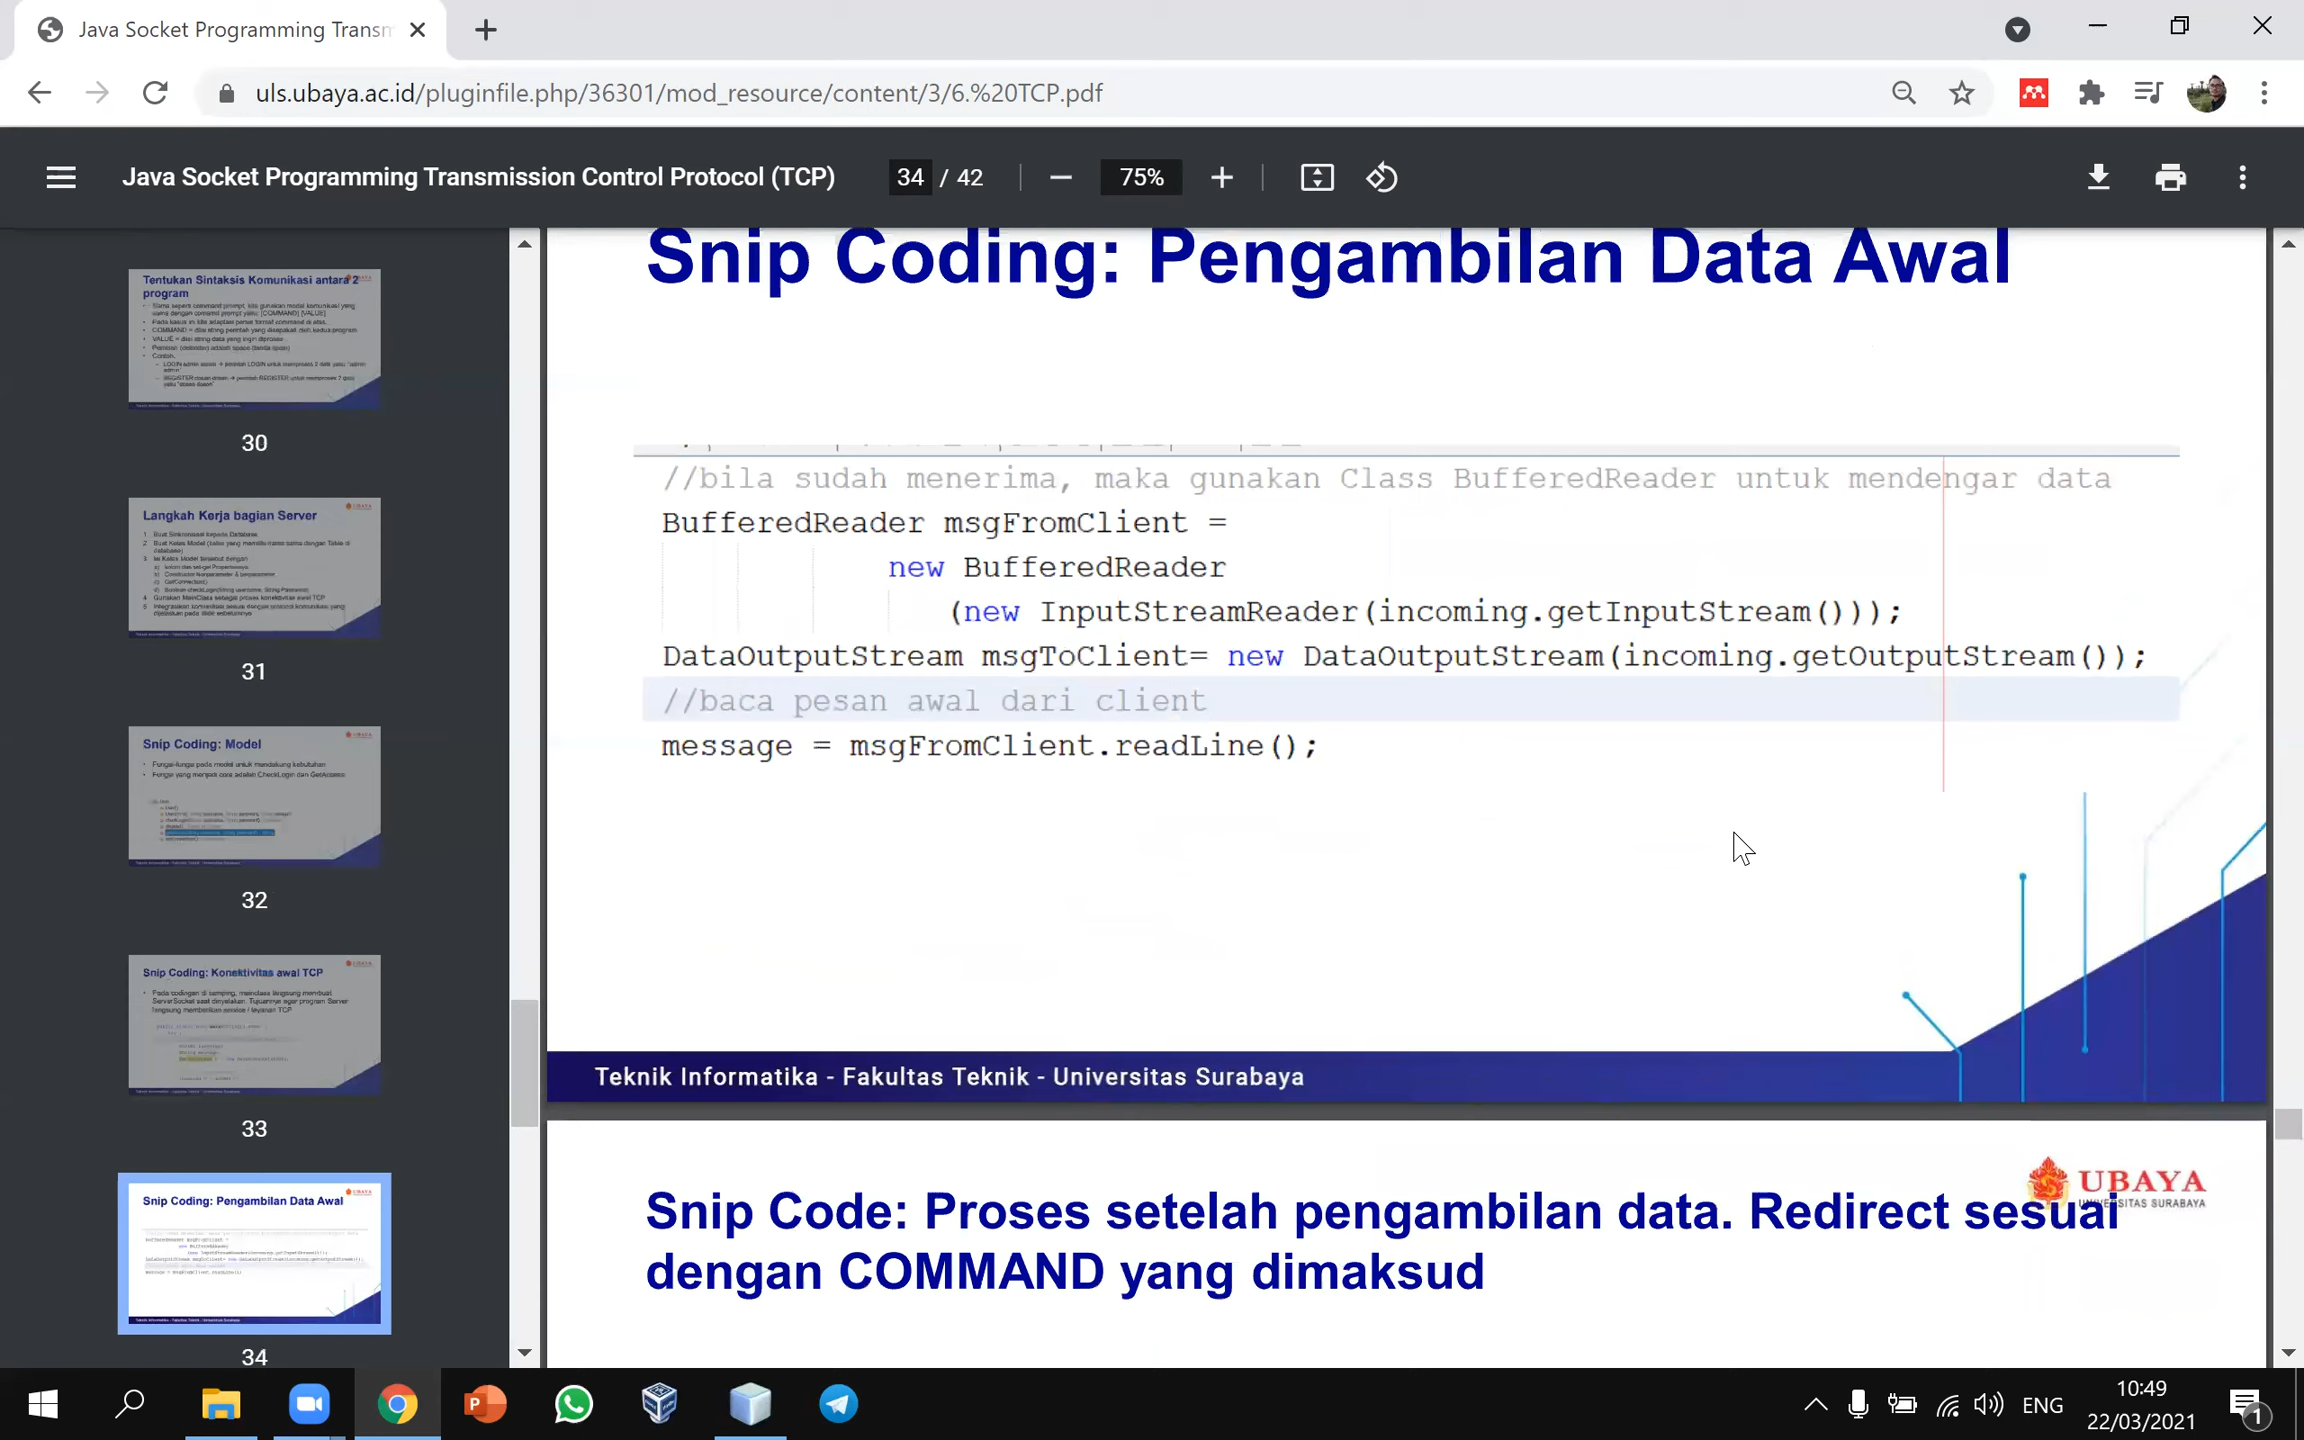 Java Socket Programming Transm
uls.ubaya.ac.id/pluginfile.php/36301/mod_resource/content/3/6.%20TCP.pdf
Java Socket Programming Transmission Control Protocol (TCP)
34 / 42
75%
Tentukan Sintaksis Komunikasi antara 2
program
30
Langkah Kerja bagian Server
31
Snip Coding: Model
32
Snip Coding: Konektivitas awal TCP
33
Snip Coding: Pengambilan Data Awal
34
Snip Coding: Pengambilan Data Awal
//bila sudah menerima, maka gunakan Class BufferedReader untuk mendengar data
BufferedReader msgFromClient =
new BufferedReader
(new InputStreamReader(incoming.getInputStream()));
DataOutputStream msgToClient= new DataOutputStream(incoming.getOutputStream());
//baca pesan awal dari client
message = msgFromClient.readLine();
Teknik Informatika - Fakultas Teknik - Universitas Surabaya
UBAYA
UNIVERSITAS SURABAYA
Snip Code: Proses setelah pengambilan data. Redirect sesuai
dengan COMMAND yang dimaksud
ENG
10:49
22/03/2021
1